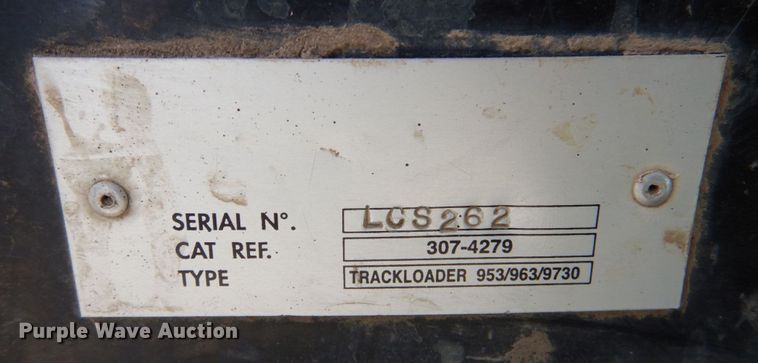 SERIAL N°. LCS262
CAT REF. 307-4279
TYPE TRACKLOADER 953/963/9730
Purple Wave Auction